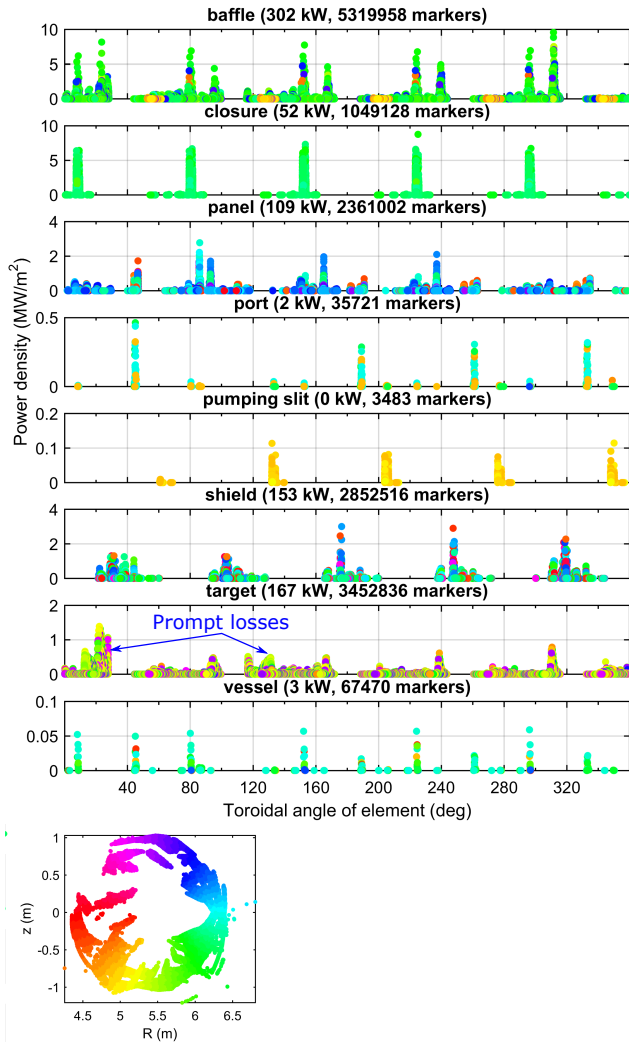 baffle (302 kW, 5319958 markers)
10
5
0
closure (52 kW, 1049128 markers)
10
5
0
panel (109 kW, 2361002 markers)
4
2
0
port (2 kW, 35721 markers)
0.5
0
pumping slit (0 kW, 3483 markers)
0.2
0.1
0
shield (153 kW, 2852516 markers)
4
2
0
target (167 kW, 3452836 markers)
2
1
0
Prompt losses
vessel (3 kW, 67470 markers)
0.1
0.05
0
40 80 120 160 200 240 280 320
Toroidal angle of element (deg)
Power density (MW/m²)
1
0.5
0
-0.5
-1
z (m)
4.5 5 5.5 6 6.5
R (m)